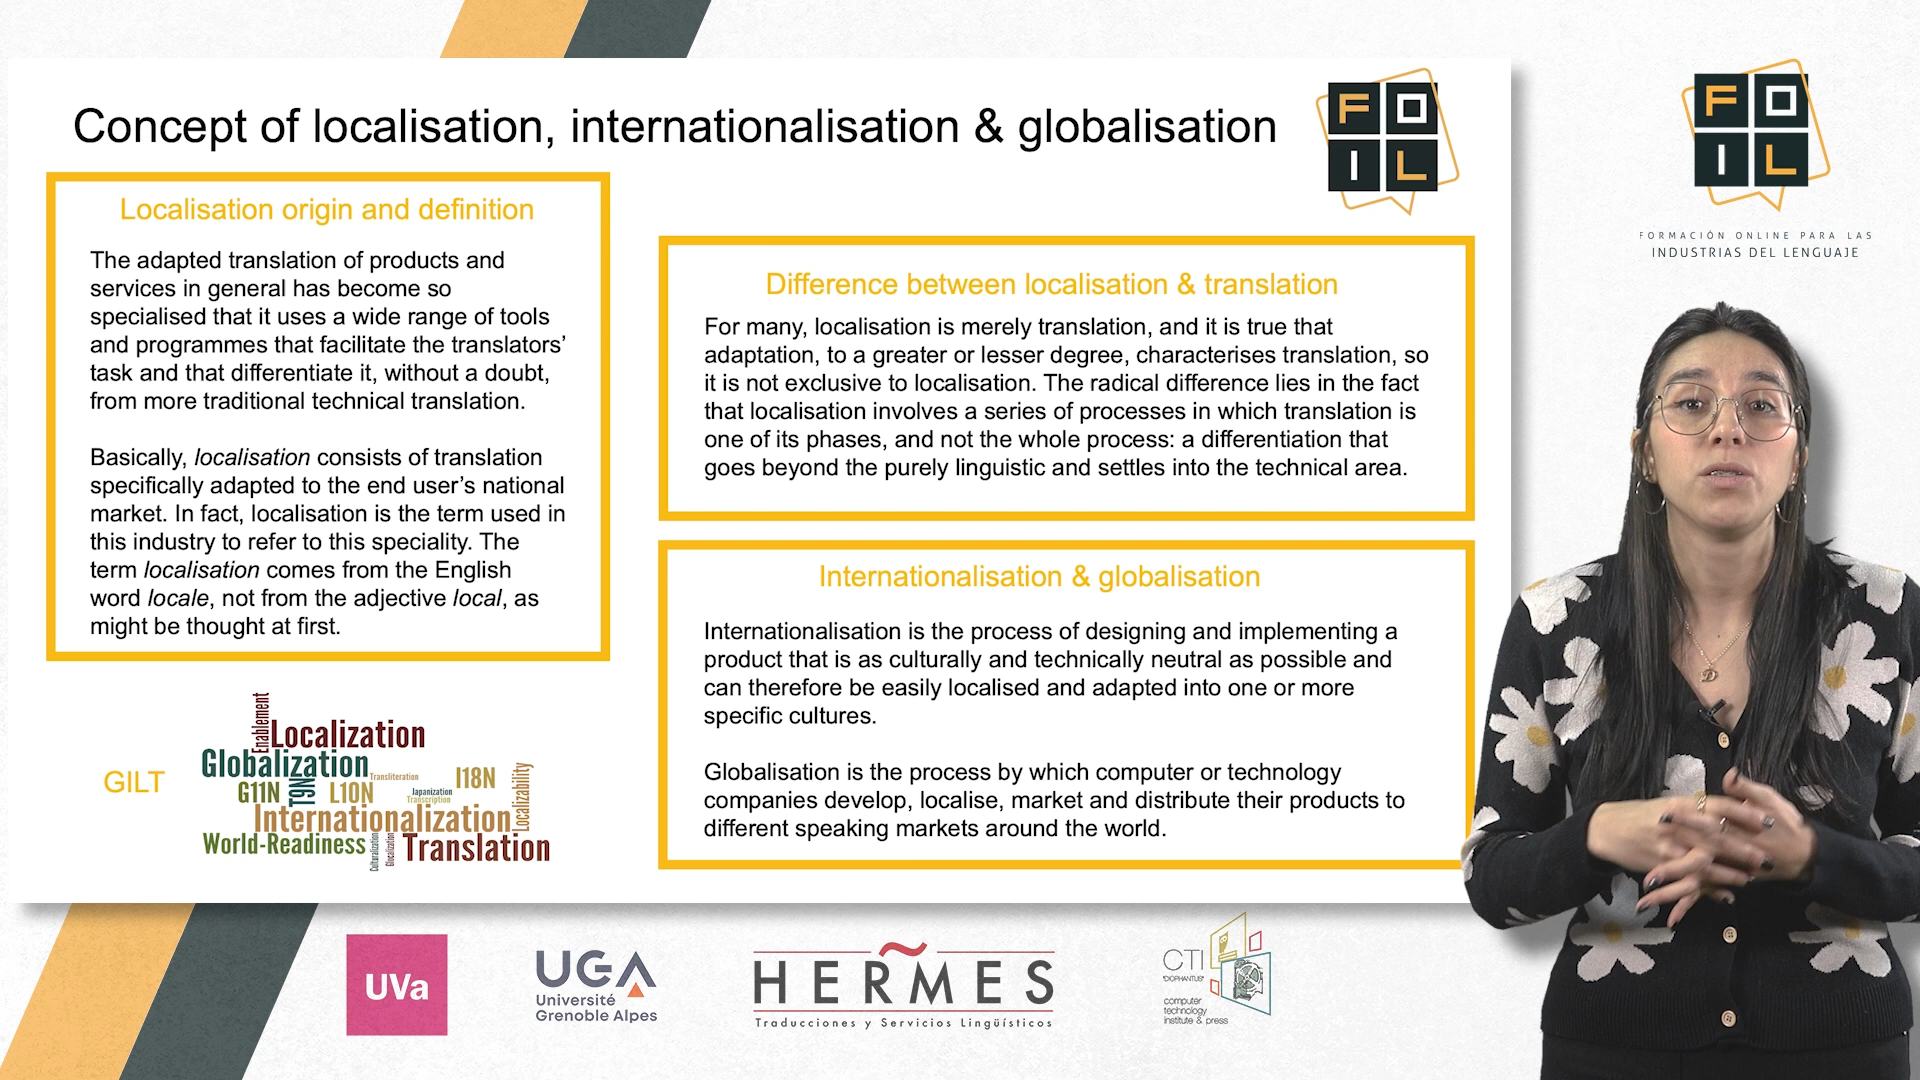 Concept of localisation, internationalisation & globalisation
F O
I L
Localisation origin and definition
The adapted translation of products and
services in general has become so
specialised that it uses a wide range of tools
and programmes that facilitate the translators’
task and that differentiate it, without a doubt,
from more traditional technical translation.
Basically, localisation consists of translation
specifically adapted to the end user’s national
market. In fact, localisation is the term used in
this industry to refer to this speciality. The
term localisation comes from the English
word locale, not from the adjective local, as
might be thought at first.
Difference between localisation & translation
For many, localisation is merely translation, and it is true that
adaptation, to a greater or lesser degree, characterises translation, so
it is not exclusive to localisation. The radical difference lies in the fact
that localisation involves a series of processes in which translation is
one of its phases, and not the whole process: a differentiation that
goes beyond the purely linguistic and settles into the technical area.
Internationalisation & globalisation
Internationalisation is the process of designing and implementing a
product that is as culturally and technically neutral as possible and
can therefore be easily localised and adapted into one or more
specific cultures.
Globalisation is the process by which computer or technology
companies develop, localise, market and distribute their products to
different speaking markets around the world.
GILT
Enablement
Localization
Globalization
Transliteration
I18N
G11N
T9N
L10N
Japanization
Transcription
Localizability
Internationalization
World-Readiness
Culturalization
Glocalization
Translation
F O
I L
FORMACIÓN ONLINE PARA LAS
INDUSTRIAS DEL LENGUAJE
UVa
UGA
Université
Grenoble Alpes
HERMES
Traducciones y Servicios Lingüísticos
CTI
"DIOPHANTUS"
computer
technology
institute & press